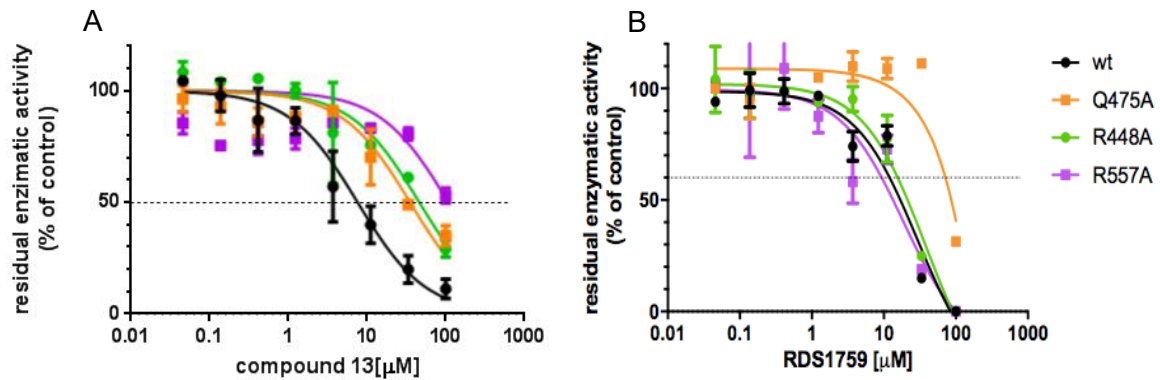 A
residual enzymatic activity
(% of control)
100
50
0
0.01
0.1
1
10
100
1000
compound 13[μM]
B
residual enzymatic activity
(% of control)
100
50
0
0.01
0.1
1
10
100
1000
RDS1759 [μM]
wt
Q475A
R448A
R557A